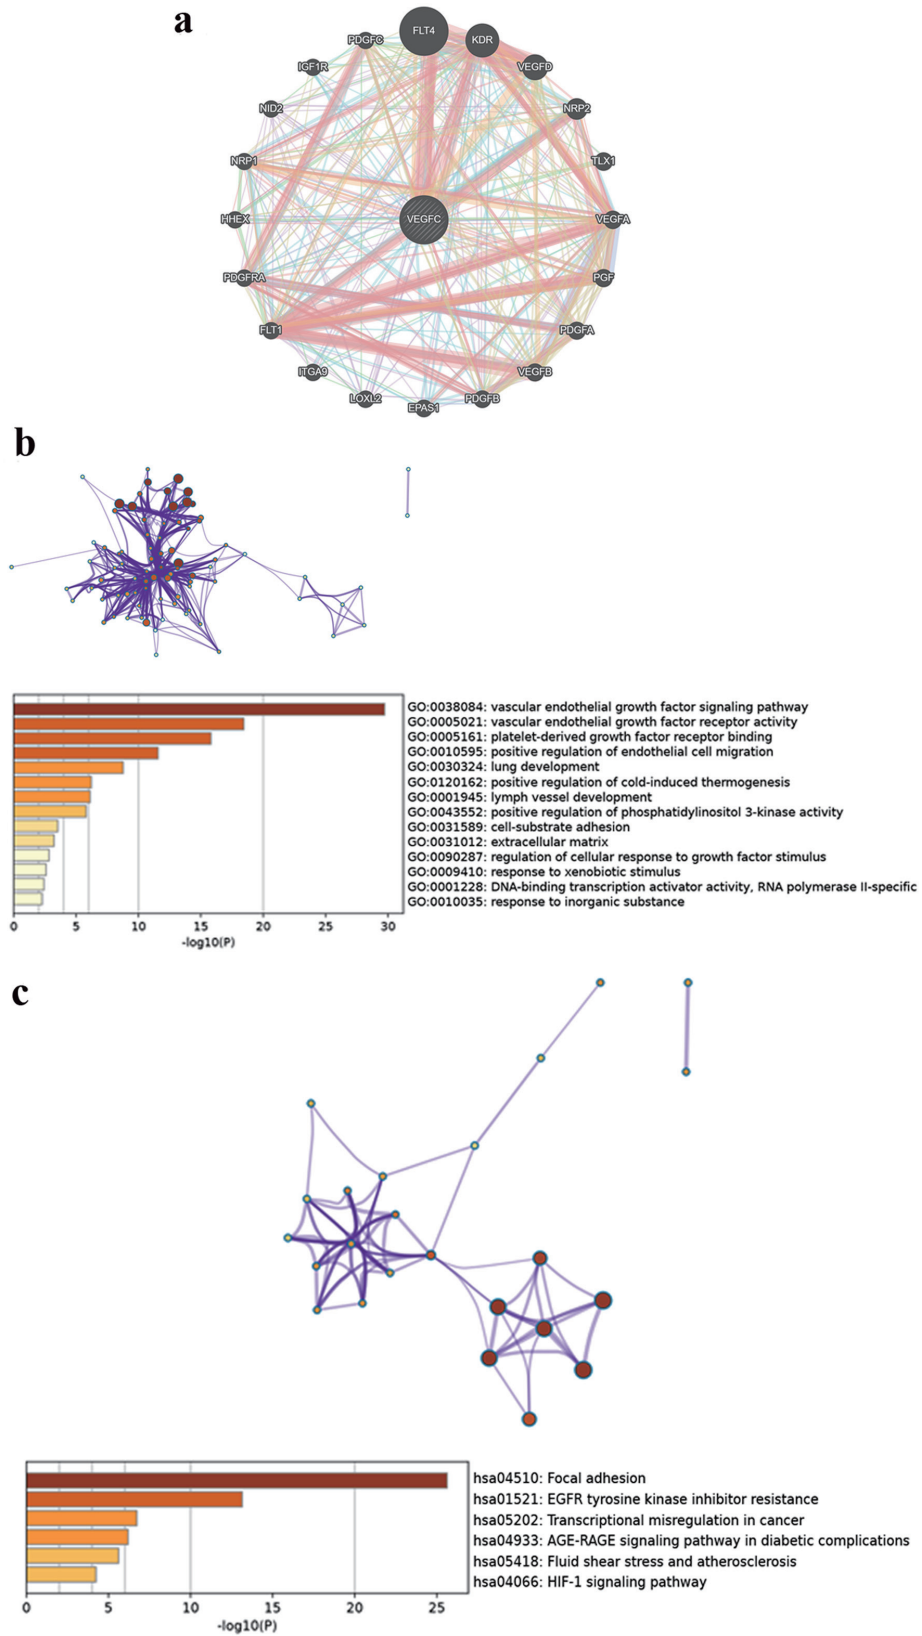 a
FLT4
KDR
PDGFC
VEGFD
IGF1R
NID2
NRP2
NRP1
TLX1
HHEX
VEGFC
VEGFA
PDGFRA
PGF
FLT1
PDGFA
ITGA9
VEGFB
LOXL2
EPAS1
PDGFB
b
GO:0038084: vascular endothelial growth factor signaling pathway
GO:0005021: vascular endothelial growth factor receptor activity
GO:0005161: platelet-derived growth factor receptor binding
GO:0010595: positive regulation of endothelial cell migration
GO:0030324: lung development
GO:0120162: positive regulation of cold-induced thermogenesis
GO:0001945: lymph vessel development
GO:0043552: positive regulation of phosphatidylinositol 3-kinase activity
GO:0031589: cell-substrate adhesion
GO:0031012: extracellular matrix
GO:0090287: regulation of cellular response to growth factor stimulus
GO:0009410: response to xenobiotic stimulus
GO:0001228: DNA-binding transcription activator activity, RNA polymerase II-specific
GO:0010035: response to inorganic substance
0 5 10 15 20 25 30
-log10(P)
c
hsa04510: Focal adhesion
hsa01521: EGFR tyrosine kinase inhibitor resistance
hsa05202: Transcriptional misregulation in cancer
hsa04933: AGE-RAGE signaling pathway in diabetic complications
hsa05418: Fluid shear stress and atherosclerosis
hsa04066: HIF-1 signaling pathway
0 5 10 15 20 25
-log10(P)